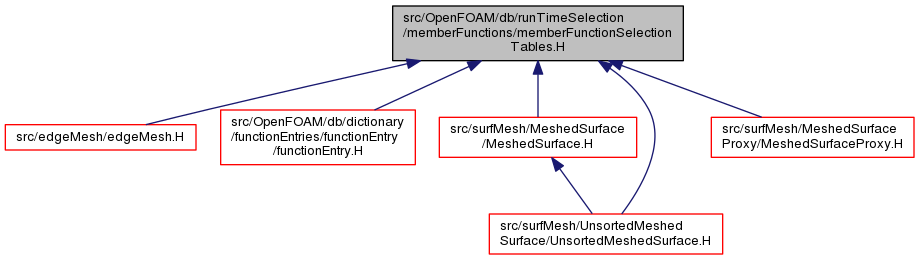 src/OpenFOAM/db/runTimeSelection
/memberFunctions/memberFunctionSelection
Tables.H
src/edgeMesh/edgeMesh.H
src/OpenFOAM/db/dictionary
/functionEntries/functionEntry
/functionEntry.H
src/surfMesh/MeshedSurface
/MeshedSurface.H
src/surfMesh/MeshedSurface
Proxy/MeshedSurfaceProxy.H
src/surfMesh/UnsortedMeshed
Surface/UnsortedMeshedSurface.H